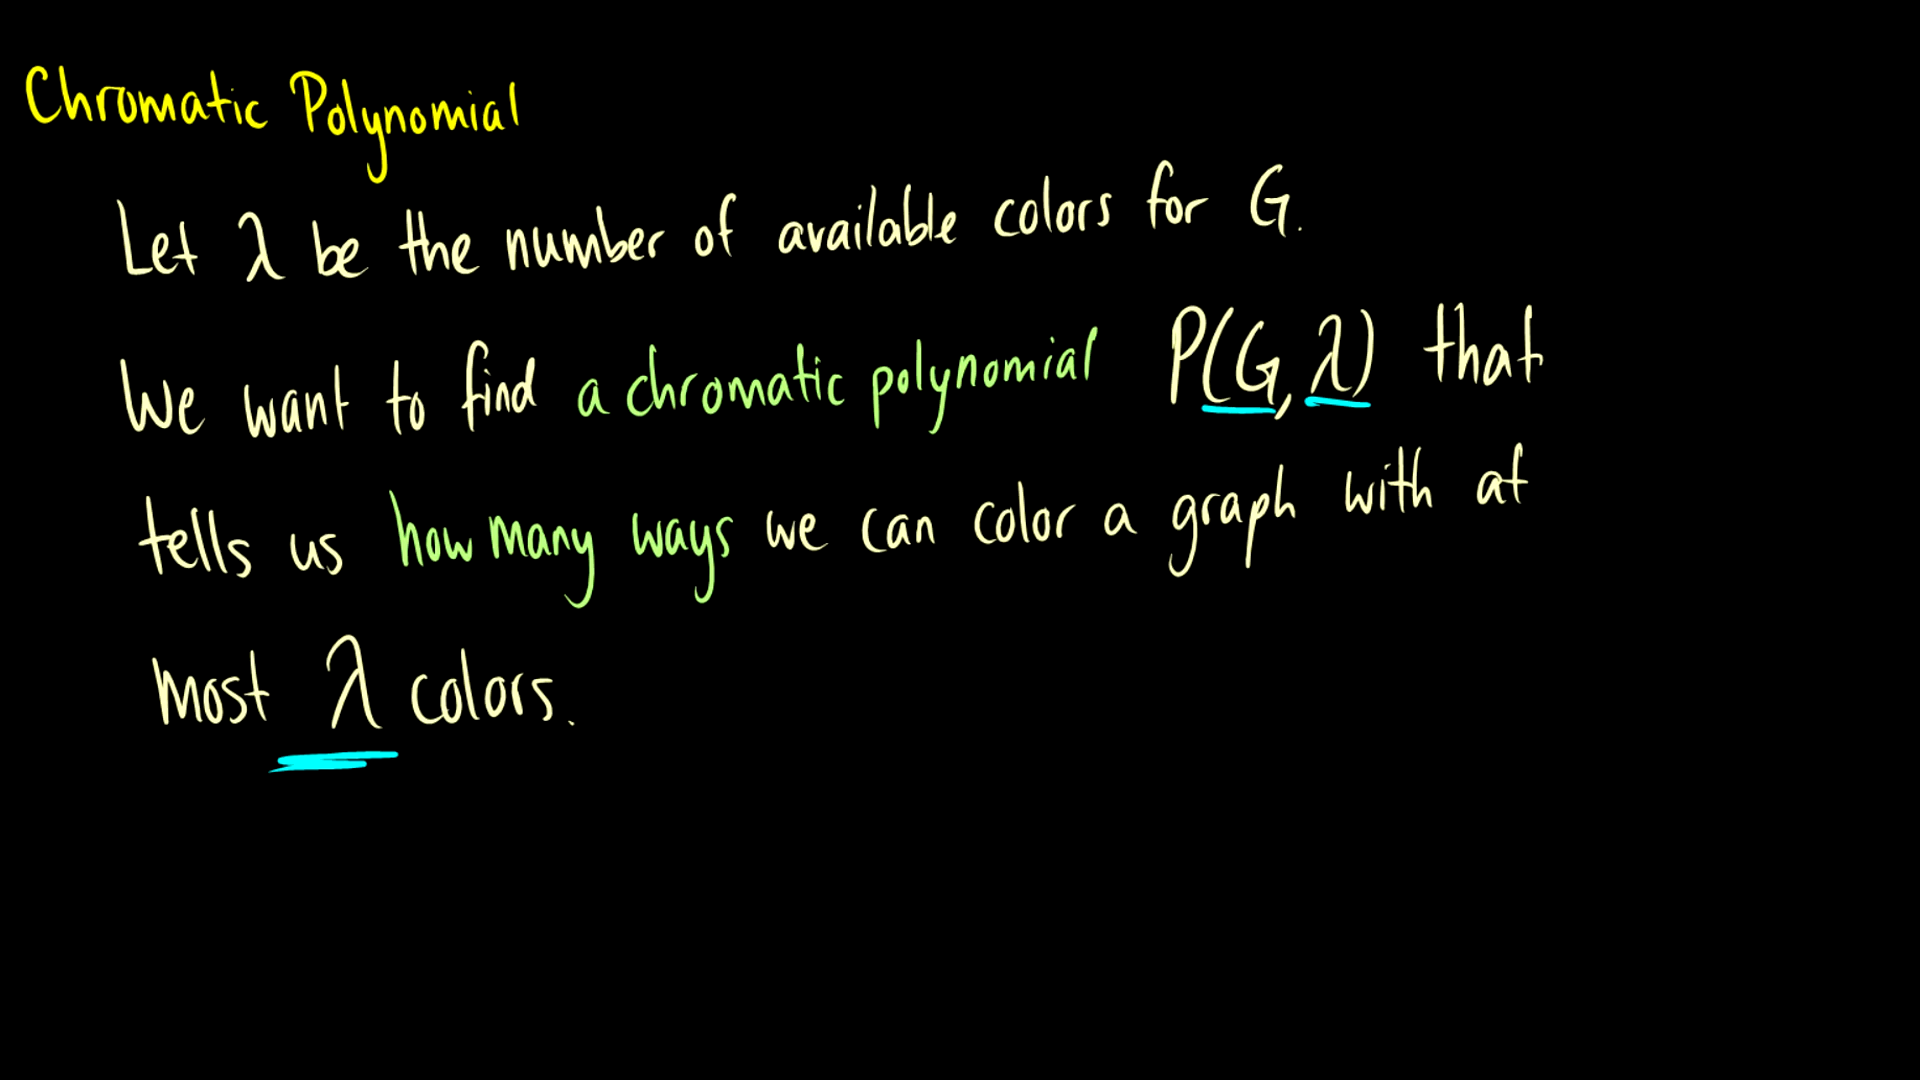 Chromatic Polynomial
Let λ be the number of available colors for G.
We want to find a chromatic polynomial P(G, λ) that
tells us how many ways we can color a graph with at
most λ colors.